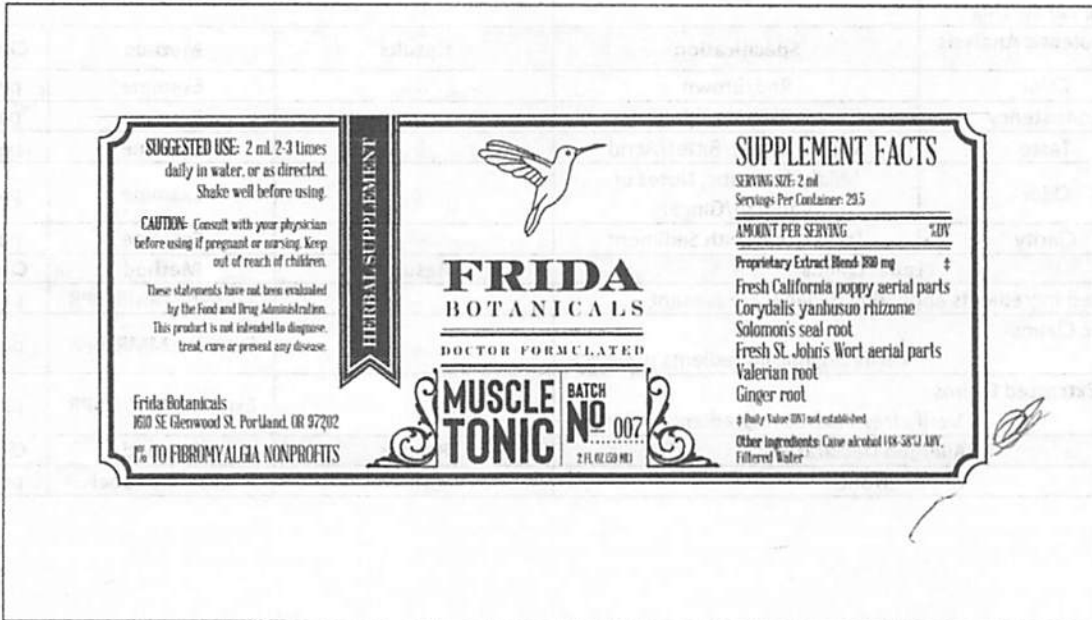 SUGGESTED USE: 2 ml 2-3 times
daily in water, or as directed.
Shake well before using.
CAUTION: Consult with your physician
before using if pregnant or nursing. Keep
out of reach of children.
These statements have not been evaluated
by the Food and Drug Administration.
This product is not intended to diagnose,
treat, cure or prevent any disease.
Frida Botanicals
1610 SE Glenwood St. Portland, OR 97202
1% TO FIBROMYALGIA NONPROFITS
HERBAL SUPPLEMENT
FRIDA
BOTANICALS
DOCTOR FORMULATED
MUSCLE
TONIC
BATCH
NO 007
2 FL OZ (59 ML)
SUPPLEMENT FACTS
SERVING SIZE: 2 ml
Servings Per Container: 29.5
AMOUNT PER SERVING %DV
Proprietary Extract Blend: mg ‡
Fresh California poppy aerial parts
Corydalis yanhusuo rhizome
Solomon's seal root
Fresh St. John's Wort aerial parts
Valerian root
Ginger root
‡ Daily Value (DV) not established.
Other ingredients: Cane alcohol (48-58%) ABV,
Filtered Water
Specification